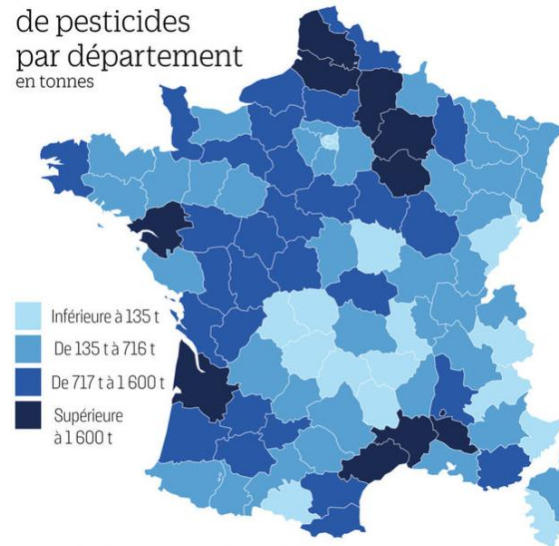 de pesticides
par département
en tonnes
Inférieure à 135 t
De 135 t à 716 t
De 717 t à 1 600 t
Supérieure
à 1 600 t